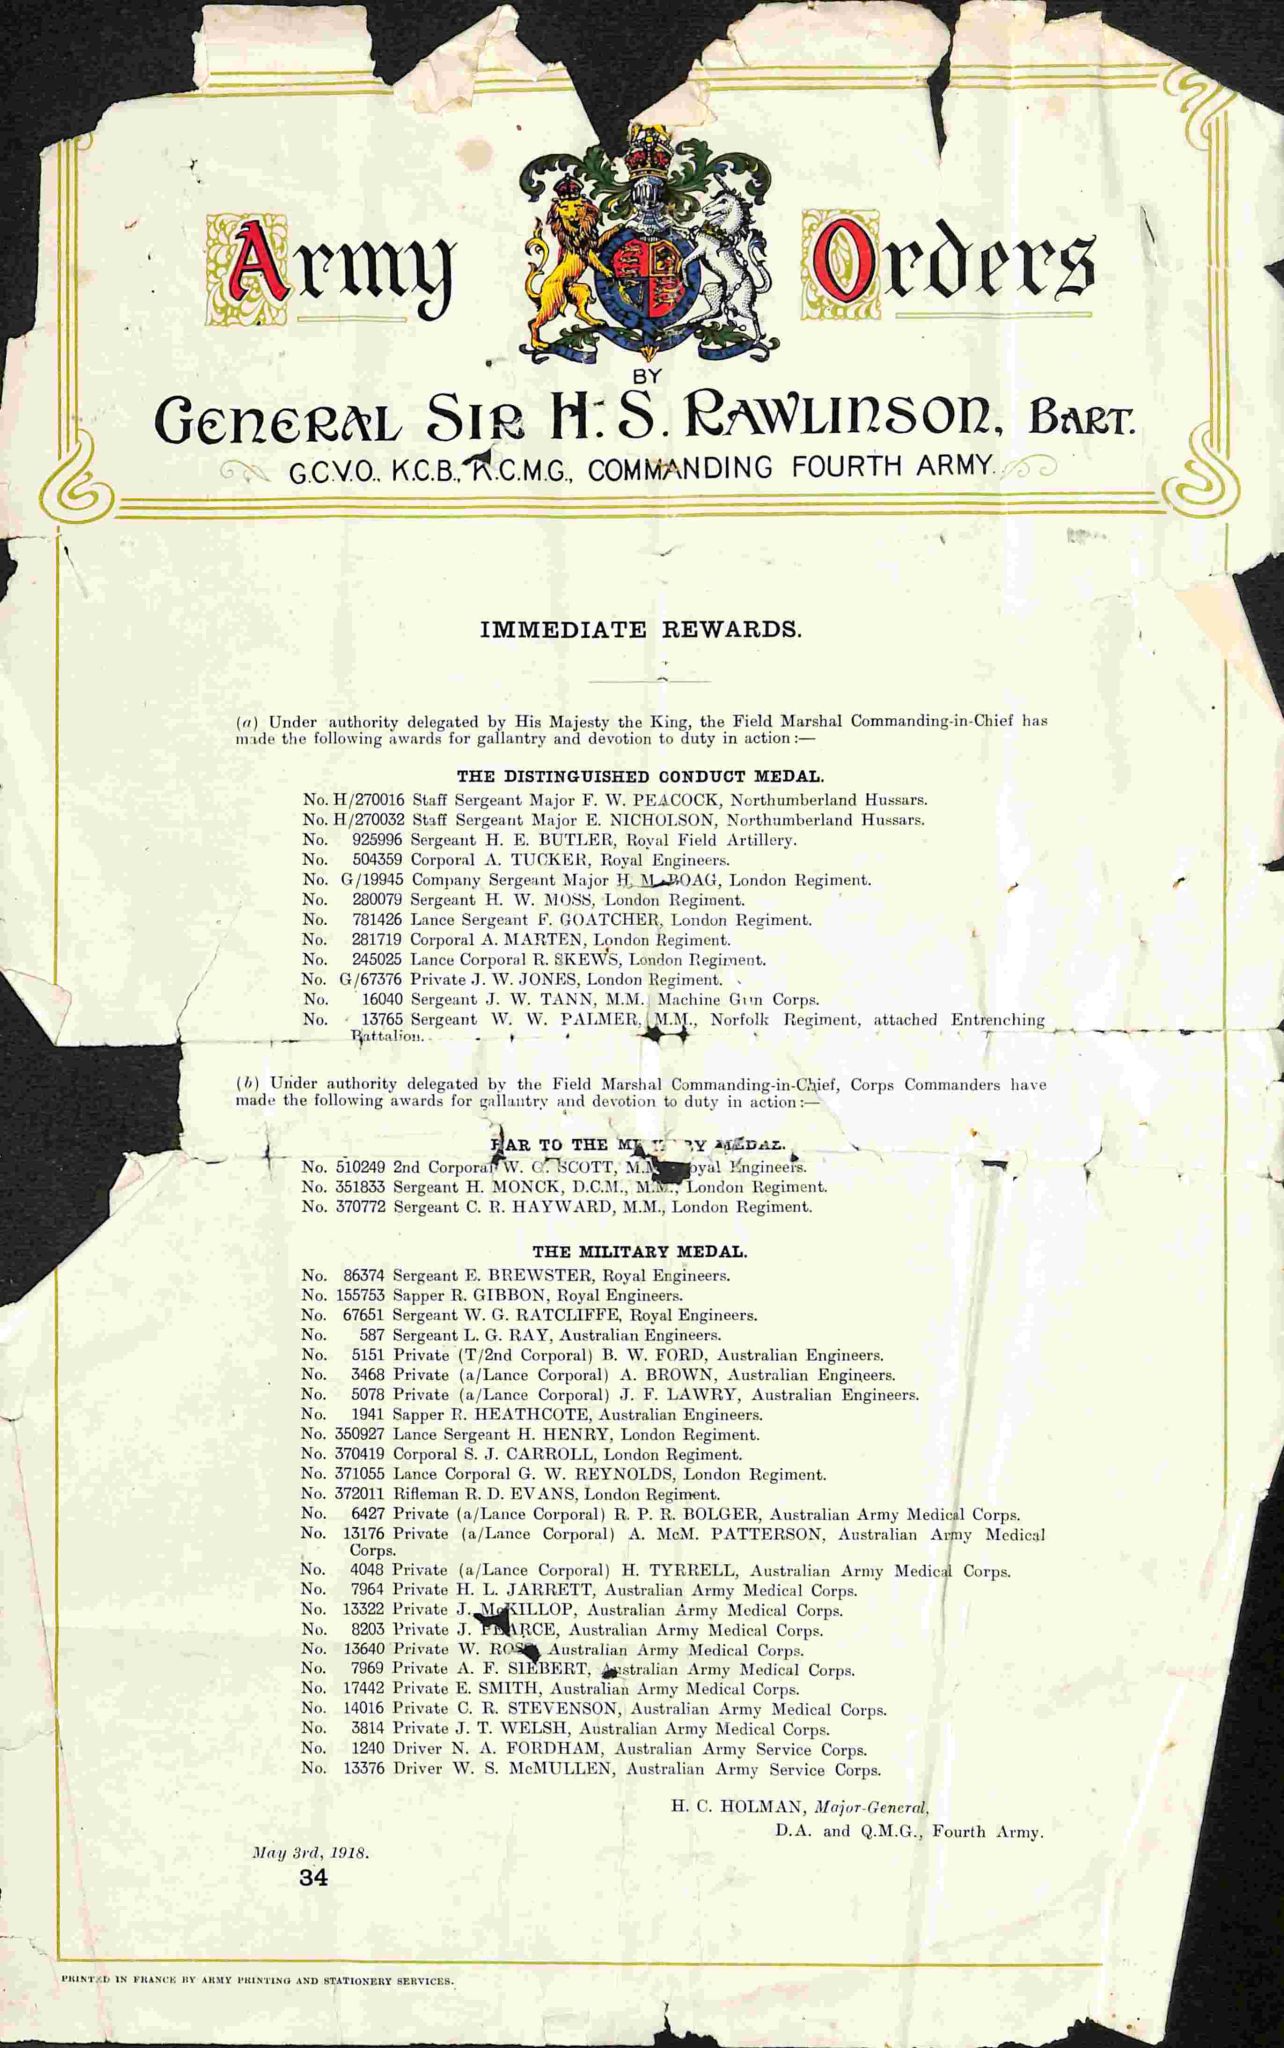 Army Orders
BY
GENERAL SIR H. S. RAWLINSON, BART.
G.C.V.O., K.C.B., K.C.M.G., COMMANDING FOURTH ARMY.
IMMEDIATE REWARDS.
(a) Under authority delegated by His Majesty the King, the Field Marshal Commanding-in-Chief has
made the following awards for gallantry and devotion to duty in action:—
THE DISTINGUISHED CONDUCT MEDAL.
No. H/270016 Staff Sergeant Major F. W. PEACOCK, Northumberland Hussars.
No. H/270032 Staff Sergeant Major E. NICHOLSON, Northumberland Hussars.
No. 925996 Sergeant H. E. BUTLER, Royal Field Artillery.
No. 504359 Corporal A. TUCKER, Royal Engineers.
No. G/19945 Company Sergeant Major H. M. BOAG, London Regiment.
No. 280079 Sergeant H. W. MOSS, London Regiment.
No. 781426 Lance Sergeant F. GOATCHER, London Regiment.
No. 281719 Corporal A. MARTEN, London Regiment.
No. 245025 Lance Corporal R. SKEWS, London Regiment.
No. G/67376 Private J. W. JONES, London Regiment.
No. 16040 Sergeant J. W. TANN, M.M. Machine Gun Corps.
No. 13765 Sergeant W. W. PALMER, M.M., Norfolk Regiment, attached Entrenching
Battalion.
(b) Under authority delegated by the Field Marshal Commanding-in-Chief, Corps Commanders have
made the following awards for gallantry and devotion to duty in action:—
BAR TO THE MILITARY MEDAL.
No. 510249 2nd Corporal W. SCOTT, M.M. Royal Engineers.
No. 351833 Sergeant H. MONCK, D.C.M., M.M., London Regiment.
No. 370772 Sergeant C. R. HAYWARD, M.M., London Regiment.
THE MILITARY MEDAL.
No. 86374 Sergeant E. BREWSTER, Royal Engineers.
No. 155753 Sapper R. GIBBON, Royal Engineers.
No. 67651 Sergeant W. G. RATCLIFFE, Royal Engineers.
No. 587 Sergeant L. G. RAY, Australian Engineers.
No. 5151 Private (T/2nd Corporal) B. W. FORD, Australian Engineers.
No. 3468 Private (a/Lance Corporal) A. BROWN, Australian Engineers.
No. 5078 Private (a/Lance Corporal) J. F. LAWRY, Australian Engineers.
No. 1941 Sapper R. HEATHCOTE, Australian Engineers.
No. 350927 Lance Sergeant H. HENRY, London Regiment.
No. 370419 Corporal S. J. CARROLL, London Regiment.
No. 371055 Lance Corporal G. W. REYNOLDS, London Regiment.
No. 372011 Rifleman R. D. EVANS, London Regiment.
No. 6427 Private (a/Lance Corporal) R. P. R. BOLGER, Australian Army Medical Corps.
No. 13176 Private (a/Lance Corporal) A. McM. PATTERSON, Australian Army Medical
Corps.
No. 4048 Private (a/Lance Corporal) H. TYRRELL, Australian Army Medical Corps.
No. 7964 Private H. L. JARRETT, Australian Army Medical Corps.
No. 13322 Private J. McKILLOP, Australian Army Medical Corps.
No. 8203 Private J. PEARCE, Australian Army Medical Corps.
No. 13640 Private W. ROSS, Australian Army Medical Corps.
No. 7969 Private A. F. SIEBERT, Australian Army Medical Corps.
No. 17442 Private E. SMITH, Australian Army Medical Corps.
No. 14016 Private C. R. STEVENSON, Australian Army Medical Corps.
No. 3814 Private J. T. WELSH, Australian Army Medical Corps.
No. 1240 Driver N. A. FORDHAM, Australian Army Service Corps.
No. 13376 Driver W. S. McMULLEN, Australian Army Service Corps.
H. C. HOLMAN, Major-General,
D.A. and Q.M.G., Fourth Army.
May 3rd, 1918.
34
PRINTED IN FRANCE BY ARMY PRINTING AND STATIONERY SERVICES.